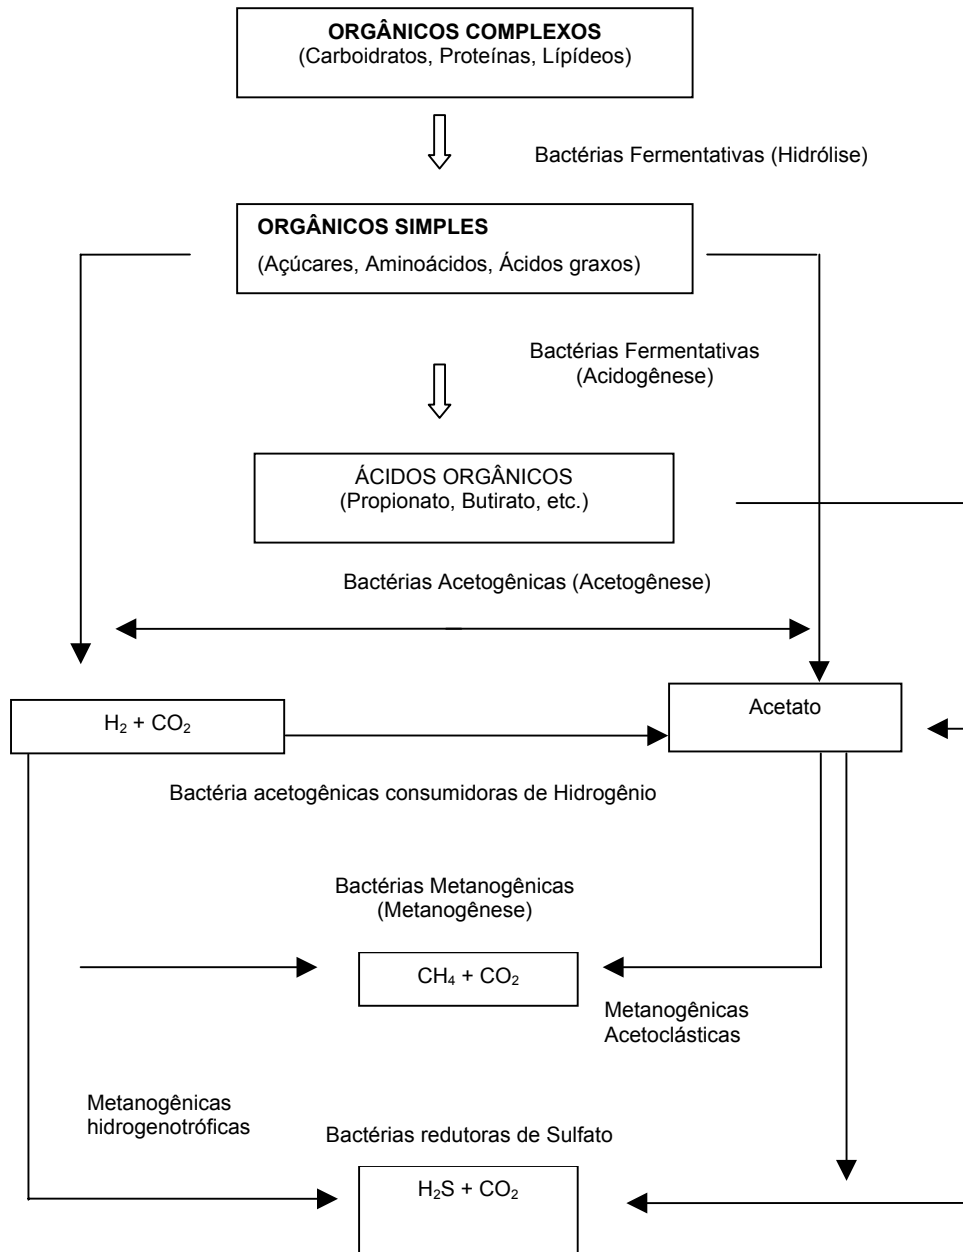 ORGÂNICOS COMPLEXOS
(Carboidratos, Proteínas, Lípídeos)
Bactérias Fermentativas (Hidrólise)
ORGÂNICOS SIMPLES
(Açúcares, Aminoácidos, Ácidos graxos)
Bactérias Fermentativas
(Acidogênese)
ÁCIDOS ORGÂNICOS
(Propionato, Butirato, etc.)
Bactérias Acetogênicas (Acetogênese)
H₂ + CO₂
Acetato
Bactéria acetogênicas consumidoras de Hidrogênio
Bactérias Metanogênicas
(Metanogênese)
CH₄ + CO₂
Metanogênicas
Acetoclásticas
Metanogênicas
hidrogenotróficas
Bactérias redutoras de Sulfato
H₂S + CO₂